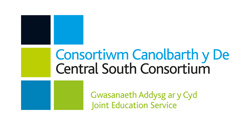 Consortiwm Canolbarth y De
Central South Consortium
Gwasanaeth Addysg ar y Cyd
Joint Education Service